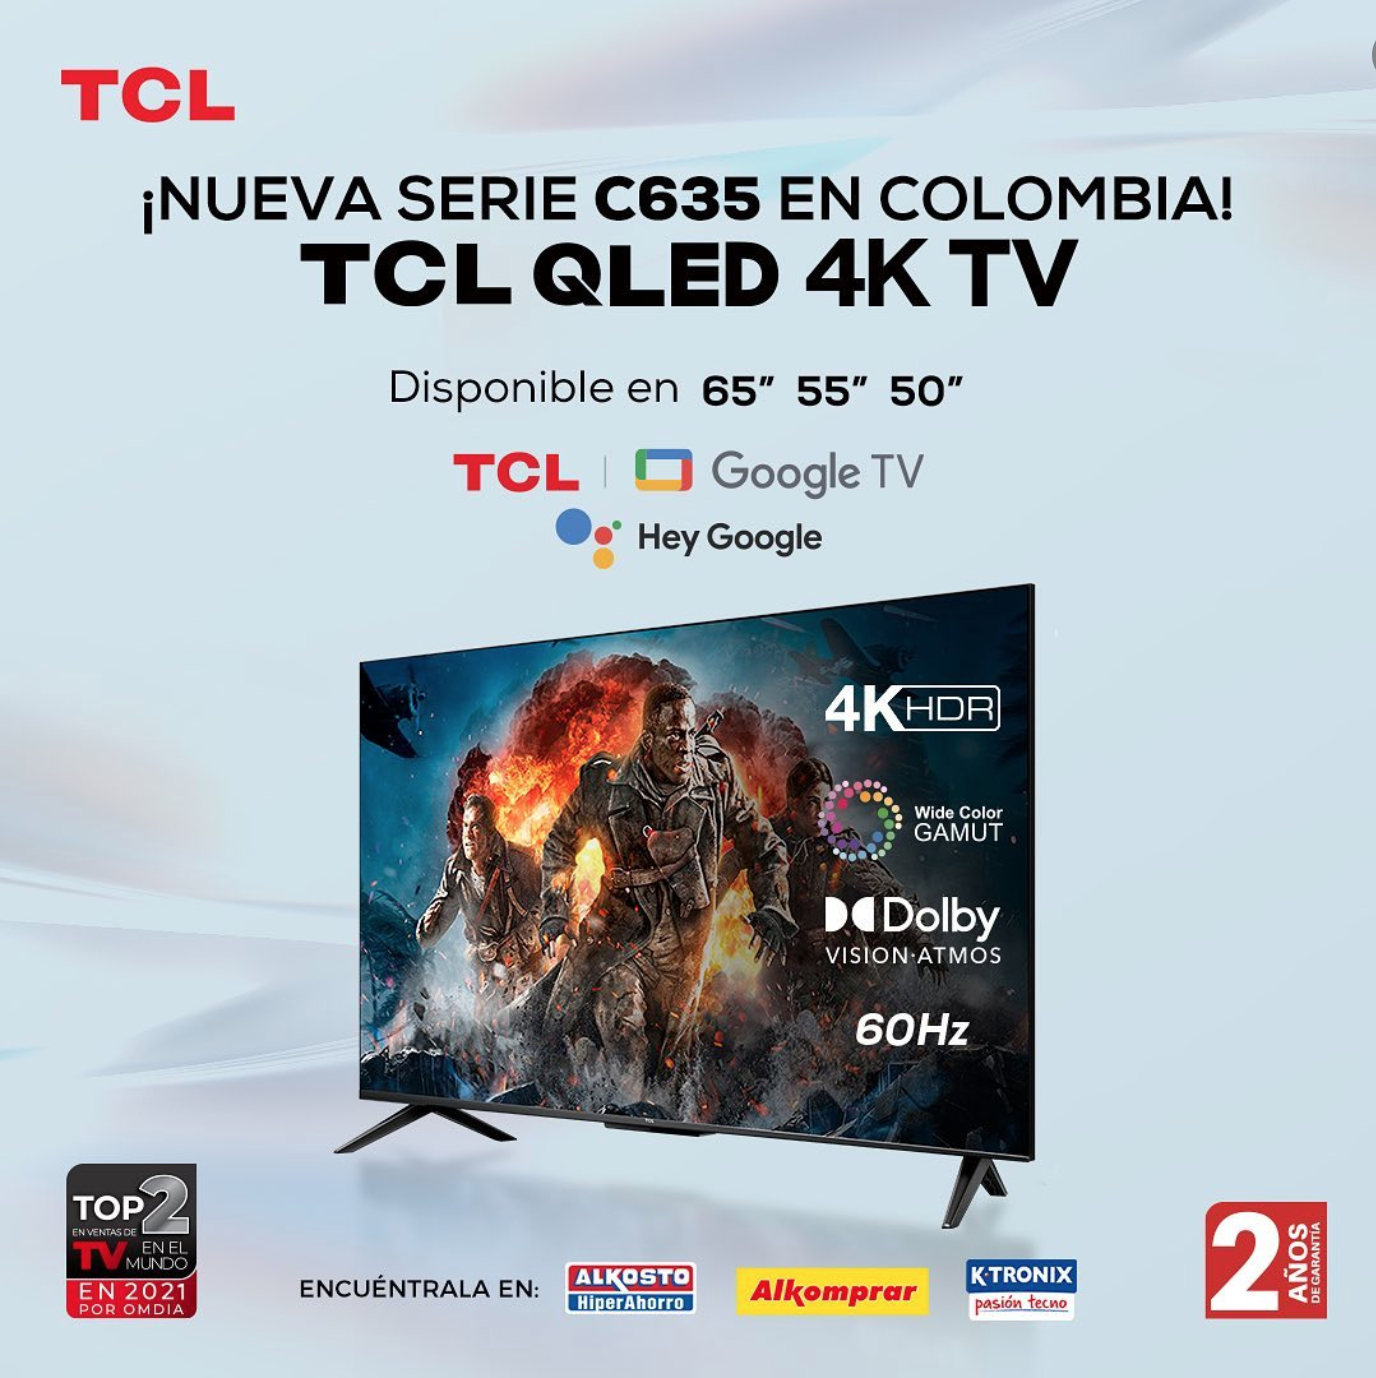 TCL
¡NUEVA SERIE C635 EN COLOMBIA!
TCL QLED 4K TV
Disponible en 65” 55” 50”
TCL | Google TV
Hey Google
4K HDR
Wide Color
GAMUT
Dolby
VISION·ATMOS
60Hz
TCL
TOP 2
EN VENTAS DE
TV EN EL
MUNDO
EN 2021
POR OMDIA
ENCUÉNTRALA EN:
ALKOSTO
HiperAhorro
Alkomprar
K·TRONIX
pasión tecno
2 AÑOS
DE GARANTÍA